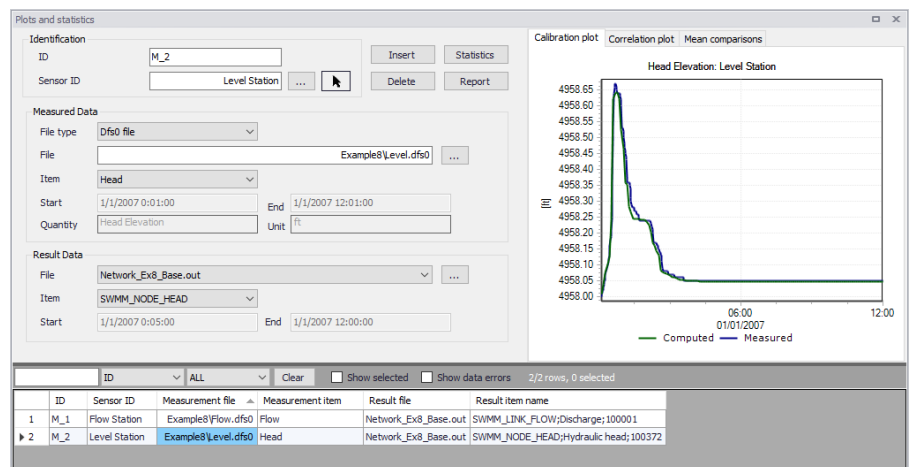 Plots and statistics
Identification
ID M_2 Insert Statistics
Sensor ID Level Station ... Delete Report
Measured Data
File type Dfs0 file
File Example8\Level.dfs0 ...
Item Head
Start 1/1/2007 0:01:00 End 1/1/2007 12:01:00
Quantity Head Elevation Unit ft
Result Data
File Network_Ex8_Base.out ...
Item SWMM_NODE_HEAD
Start 1/1/2007 0:05:00 End 1/1/2007 12:00:00
Calibration plot Correlation plot Mean comparisons
Head Elevation: Level Station
4958.65
4958.60
4958.55
4958.50
4958.45
4958.40
4958.35
4958.30
[ft]
4958.25
4958.20
4958.15
4958.10
4958.05
4958.00
06:00 12:00
01/01/2007
Computed Measured
ID ALL Clear Show selected Show data errors 2/2 rows, 0 selected
ID Sensor ID Measurement file Measurement item Result file Result item name
1 M_1 Flow Station Example8\Flow.dfs0 Flow Network_Ex8_Base.out SWMM_LINK_FLOW;Discharge;100001
2 M_2 Level Station Example8\Level.dfs0 Head Network_Ex8_Base.out SWMM_NODE_HEAD;Hydraulic head;100372